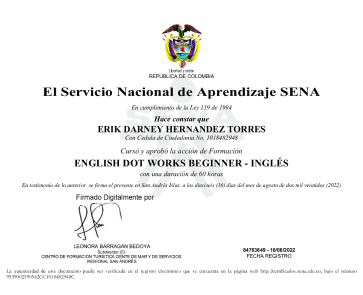 Libertad y orden
REPÚBLICA DE COLOMBIA
SENA
El Servicio Nacional de Aprendizaje SENA
En cumplimiento de la Ley 119 de 1994
Hace constar que
ERIK DARNEY HERNANDEZ TORRES
Con Cedula de Ciudadania No. 1018482948
Cursó y aprobó la acción de Formación
ENGLISH DOT WORKS BEGINNER - INGLÉS
con una duración de 60 horas
En testimonio de lo anterior, se firma el presente en San Andrés Islas, a los dieciseis (16) días del mes de agosto de dos mil veintidos (2022)
Firmado Digitalmente por
LEONORA BARRAGAN BEDOYA
Subdirector (E)
CENTRO DE FORMACIÓN TURÍSTICA GENTE DE MAR Y DE SERVICIOS
REGIONAL SAN ANDRÉS
84783649 - 16/08/2022
FECHA REGISTRO
La autenticidad de este documento puede ser verificada en el registro electrónico que se encuentra en la página web http://certificados.sena.edu.co, bajo el número